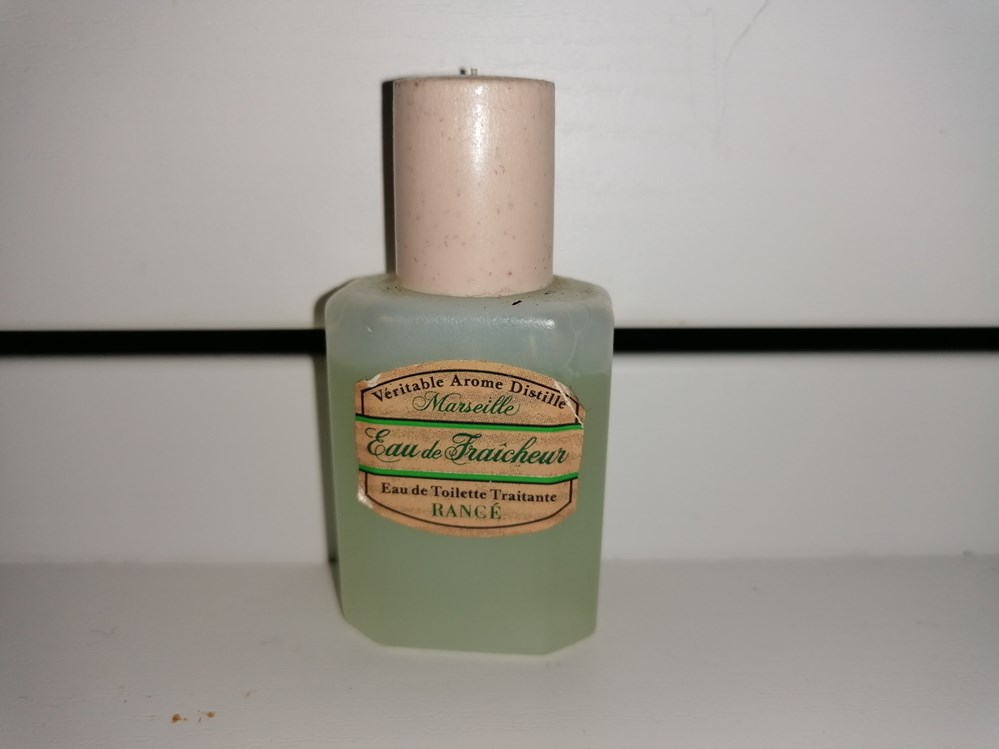 Véritable Arome Distillé
Marseille
Eau de Fraîcheur
Eau de Toilette Traitante
RANCÉ